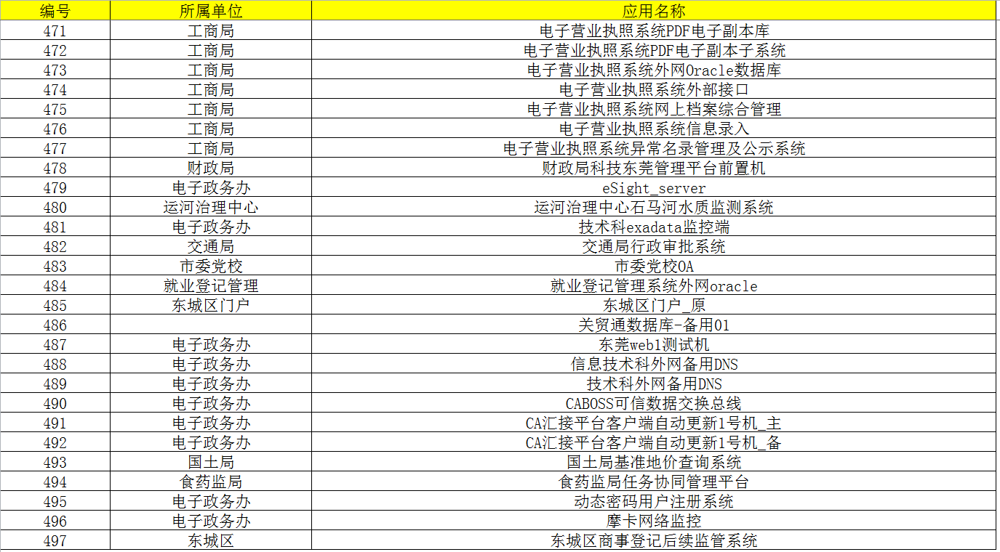 编号 所属单位 应用名称
471 工商局 电子营业执照系统PDF电子副本库
472 工商局 电子营业执照系统PDF电子副本子系统
473 工商局 电子营业执照系统外网Oracle数据库
474 工商局 电子营业执照系统外部接口
475 工商局 电子营业执照系统网上档案综合管理
476 工商局 电子营业执照系统信息录入
477 工商局 电子营业执照系统异常名录管理及公示系统
478 财政局 财政局科技东莞管理平台前置机
479 电子政务办 eSight_server
480 运河治理中心 运河治理中心石马河水质监测系统
481 电子政务办 技术科exadata监控端
482 交通局 交通局行政审批系统
483 市委党校 市委党校OA
484 就业登记管理 就业登记管理系统外网oracle
485 东城区门户 东城区门户_原
486 关贸通数据库-备用01
487 电子政务办 东莞web1测试机
488 电子政务办 信息技术科外网备用DNS
489 电子政务办 技术科外网备用DNS
490 电子政务办 CABOSS可信数据交换总线
491 电子政务办 CA汇接平台客户端自动更新1号机_主
492 电子政务办 CA汇接平台客户端自动更新1号机_备
493 国土局 国土局基准地价查询系统
494 食药监局 食药监局任务协同管理平台
495 电子政务办 动态密码用户注册系统
496 电子政务办 摩卡网络监控
497 东城区 东城区商事登记后续监管系统